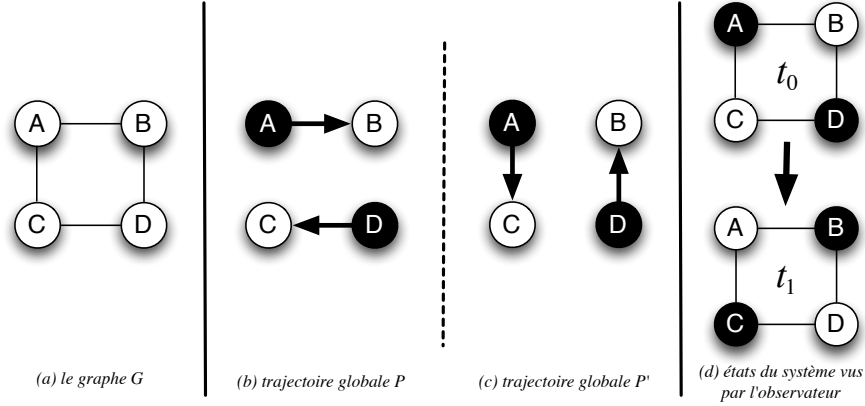 A B
C D
(a) le graphe G
A B
C D
(b) trajectoire globale P
A B
C D
(c) trajectoire globale P'
A B
t0
C D
A B
t1
C D
(d) états du système vus
par l'observateur